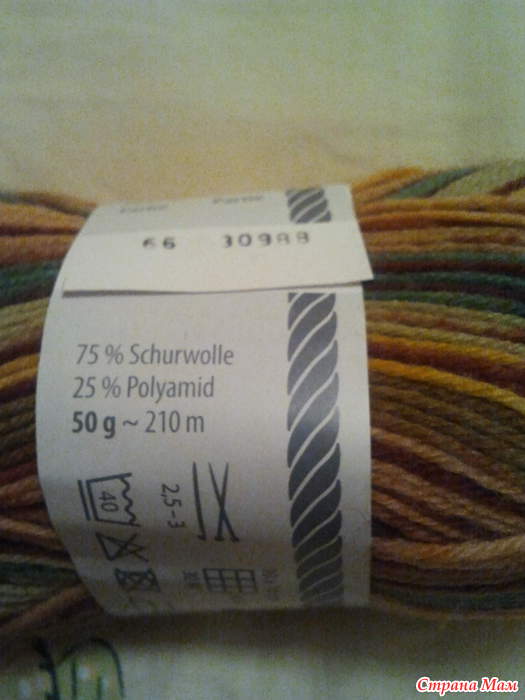 66 30988
75 % Schurwolle
25 % Polyamid
50 g ~ 210 m
40
2,5-3
Страна Мам